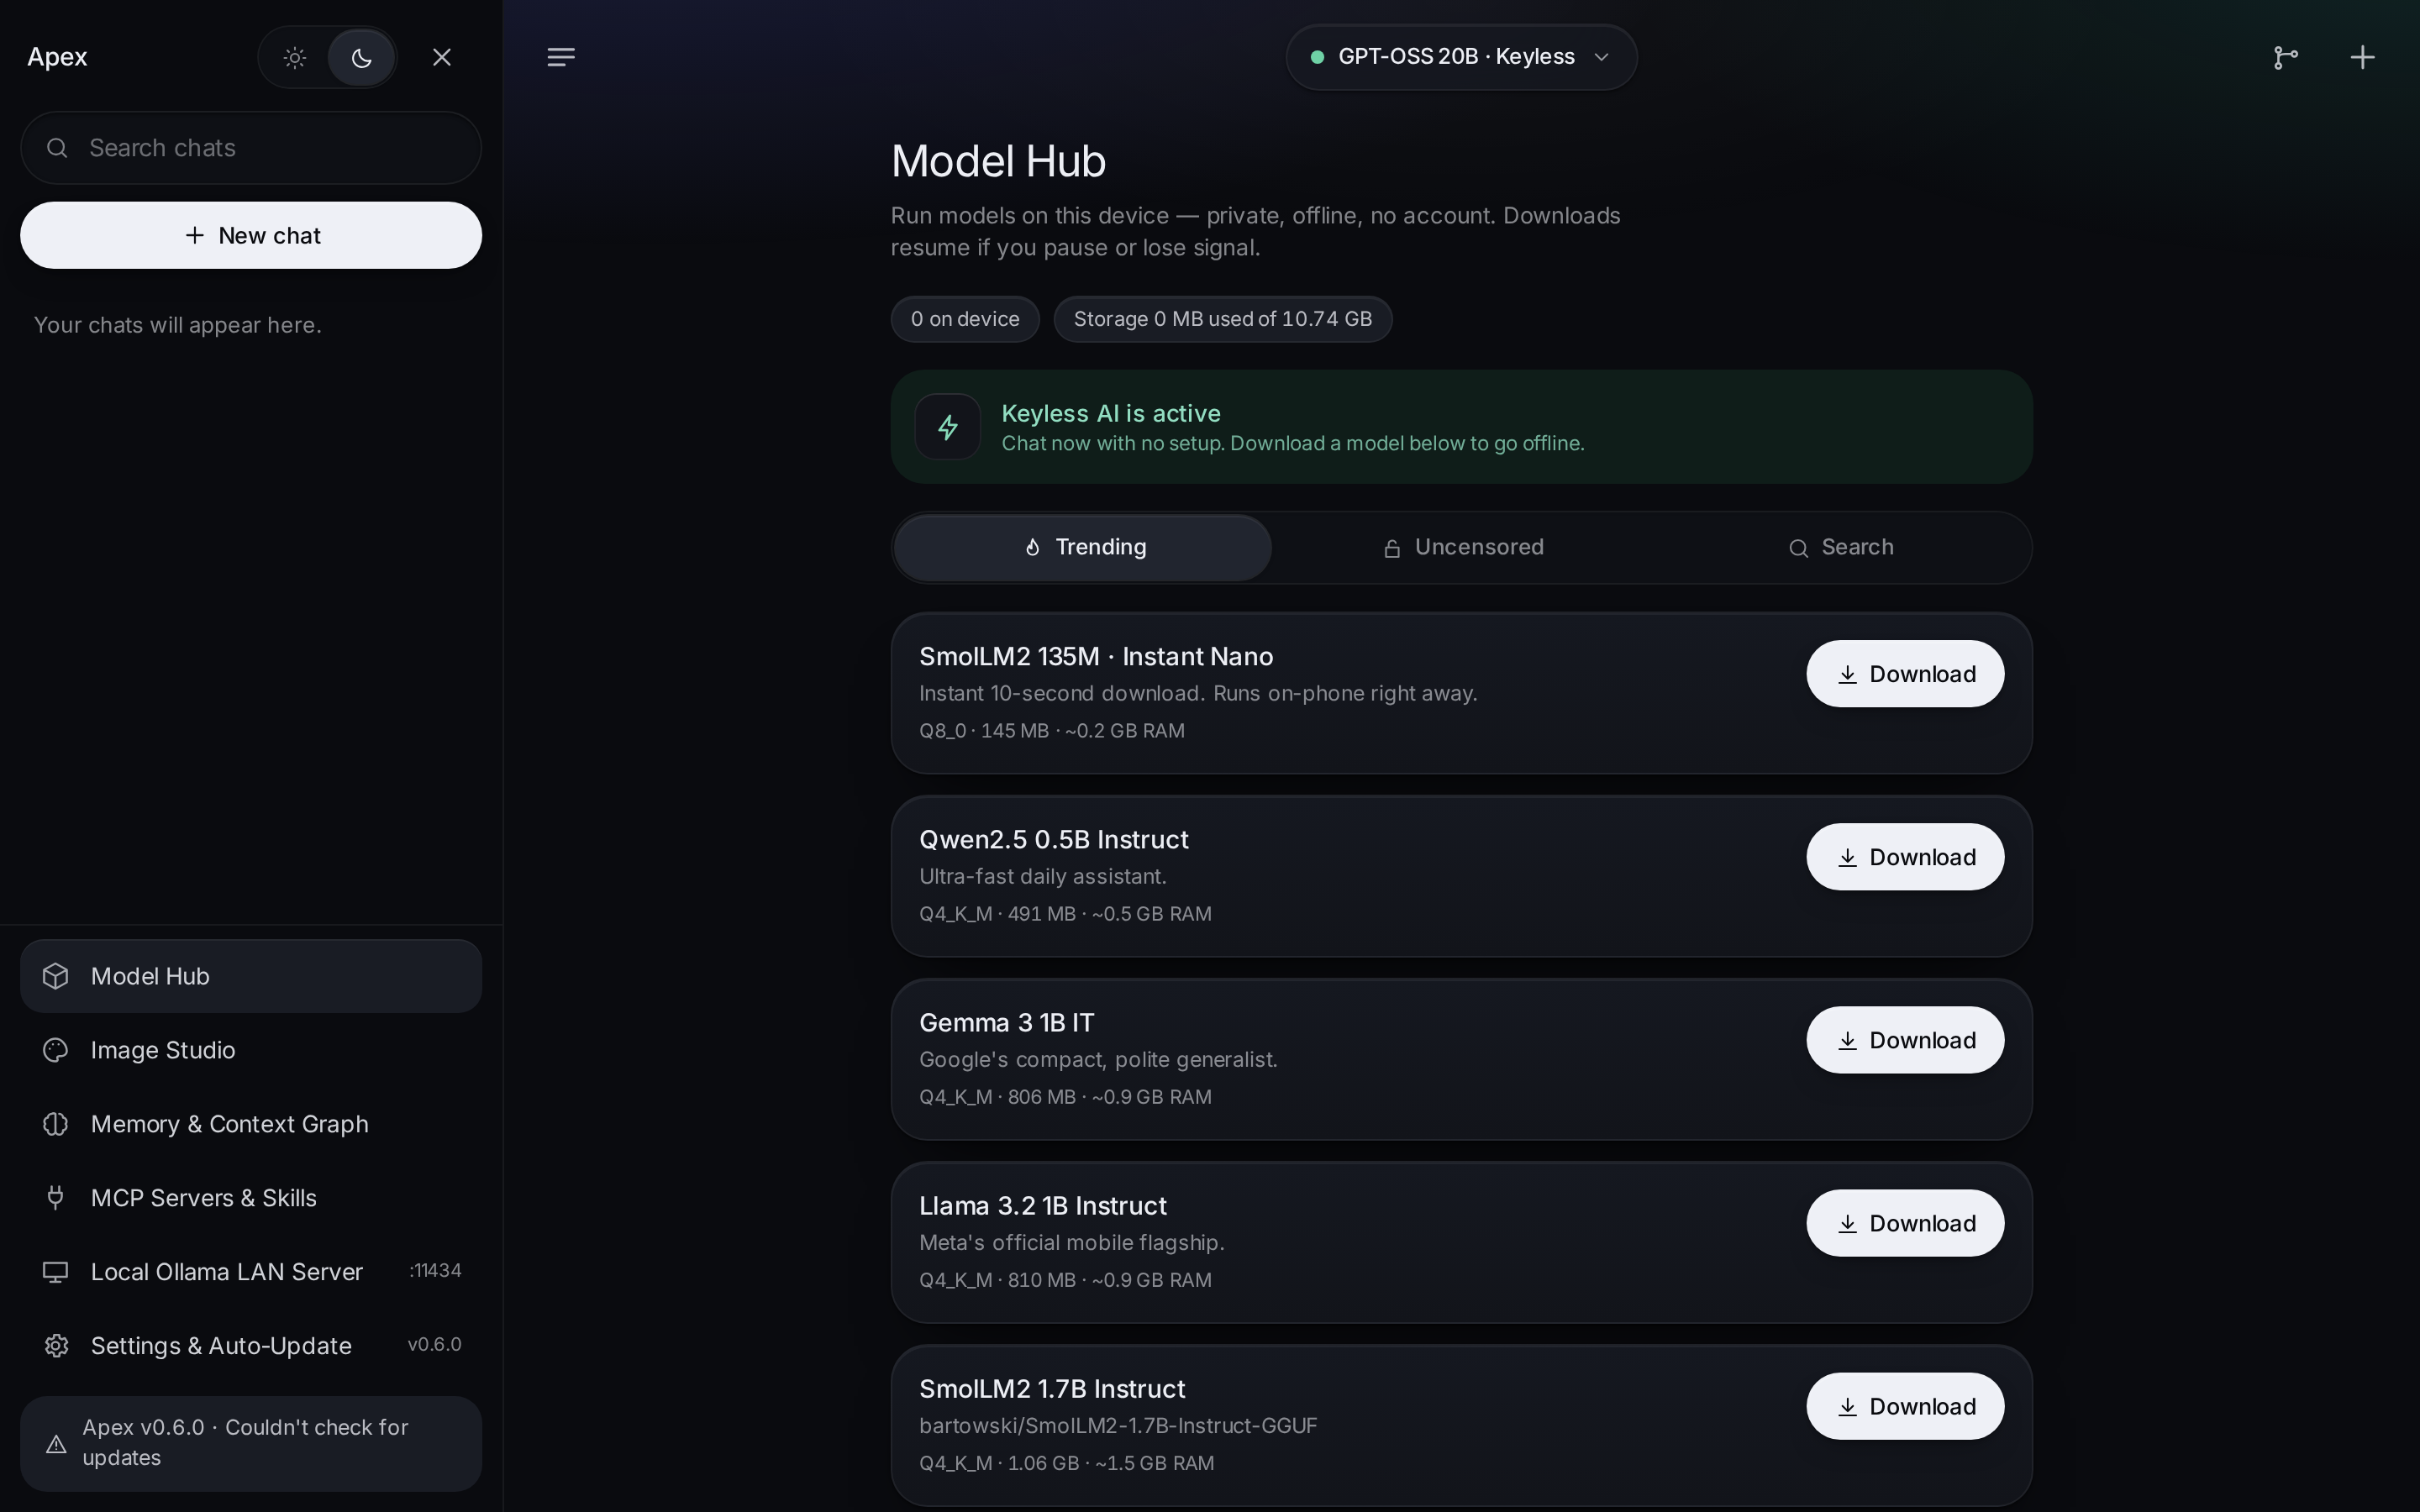 Apex
Search chats
New chat
Your chats will appear here.
Model Hub
Image Studio
Memory & Context Graph
MCP Servers & Skills
Local Ollama LAN Server :11434
Settings & Auto-Update v0.6.0
Apex v0.6.0 · Couldn't check for
updates
GPT-OSS 20B · Keyless
Model Hub
Run models on this device — private, offline, no account. Downloads
resume if you pause or lose signal.
0 on device
Storage 0 MB used of 10.74 GB
Keyless AI is active
Chat now with no setup. Download a model below to go offline.
Trending
Uncensored
Search
SmolLM2 135M · Instant Nano
Instant 10-second download. Runs on-phone right away.
Q8_0 · 145 MB · ~0.2 GB RAM
Download
Qwen2.5 0.5B Instruct
Ultra-fast daily assistant.
Q4_K_M · 491 MB · ~0.5 GB RAM
Download
Gemma 3 1B IT
Google's compact, polite generalist.
Q4_K_M · 806 MB · ~0.9 GB RAM
Download
Llama 3.2 1B Instruct
Meta's official mobile flagship.
Q4_K_M · 810 MB · ~0.9 GB RAM
Download
SmolLM2 1.7B Instruct
bartowski/SmolLM2-1.7B-Instruct-GGUF
Q4_K_M · 1.06 GB · ~1.5 GB RAM
Download